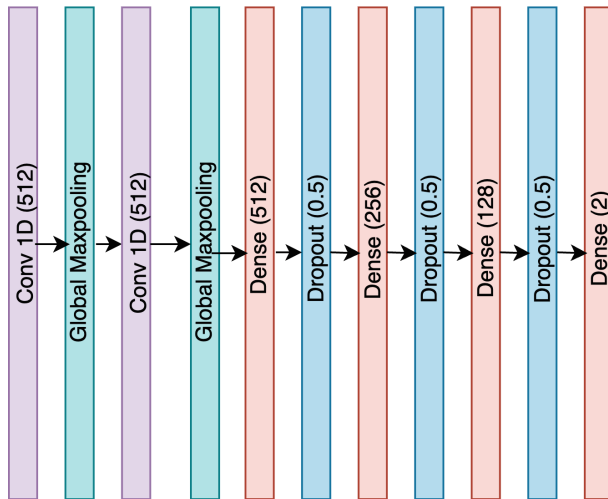 Conv 1D (512)
Global Maxpooling
Conv 1D (512)
Global Maxpooling
Dense (512)
Dropout (0.5)
Dense (256)
Dropout (0.5)
Dense (128)
Dropout (0.5)
Dense (2)